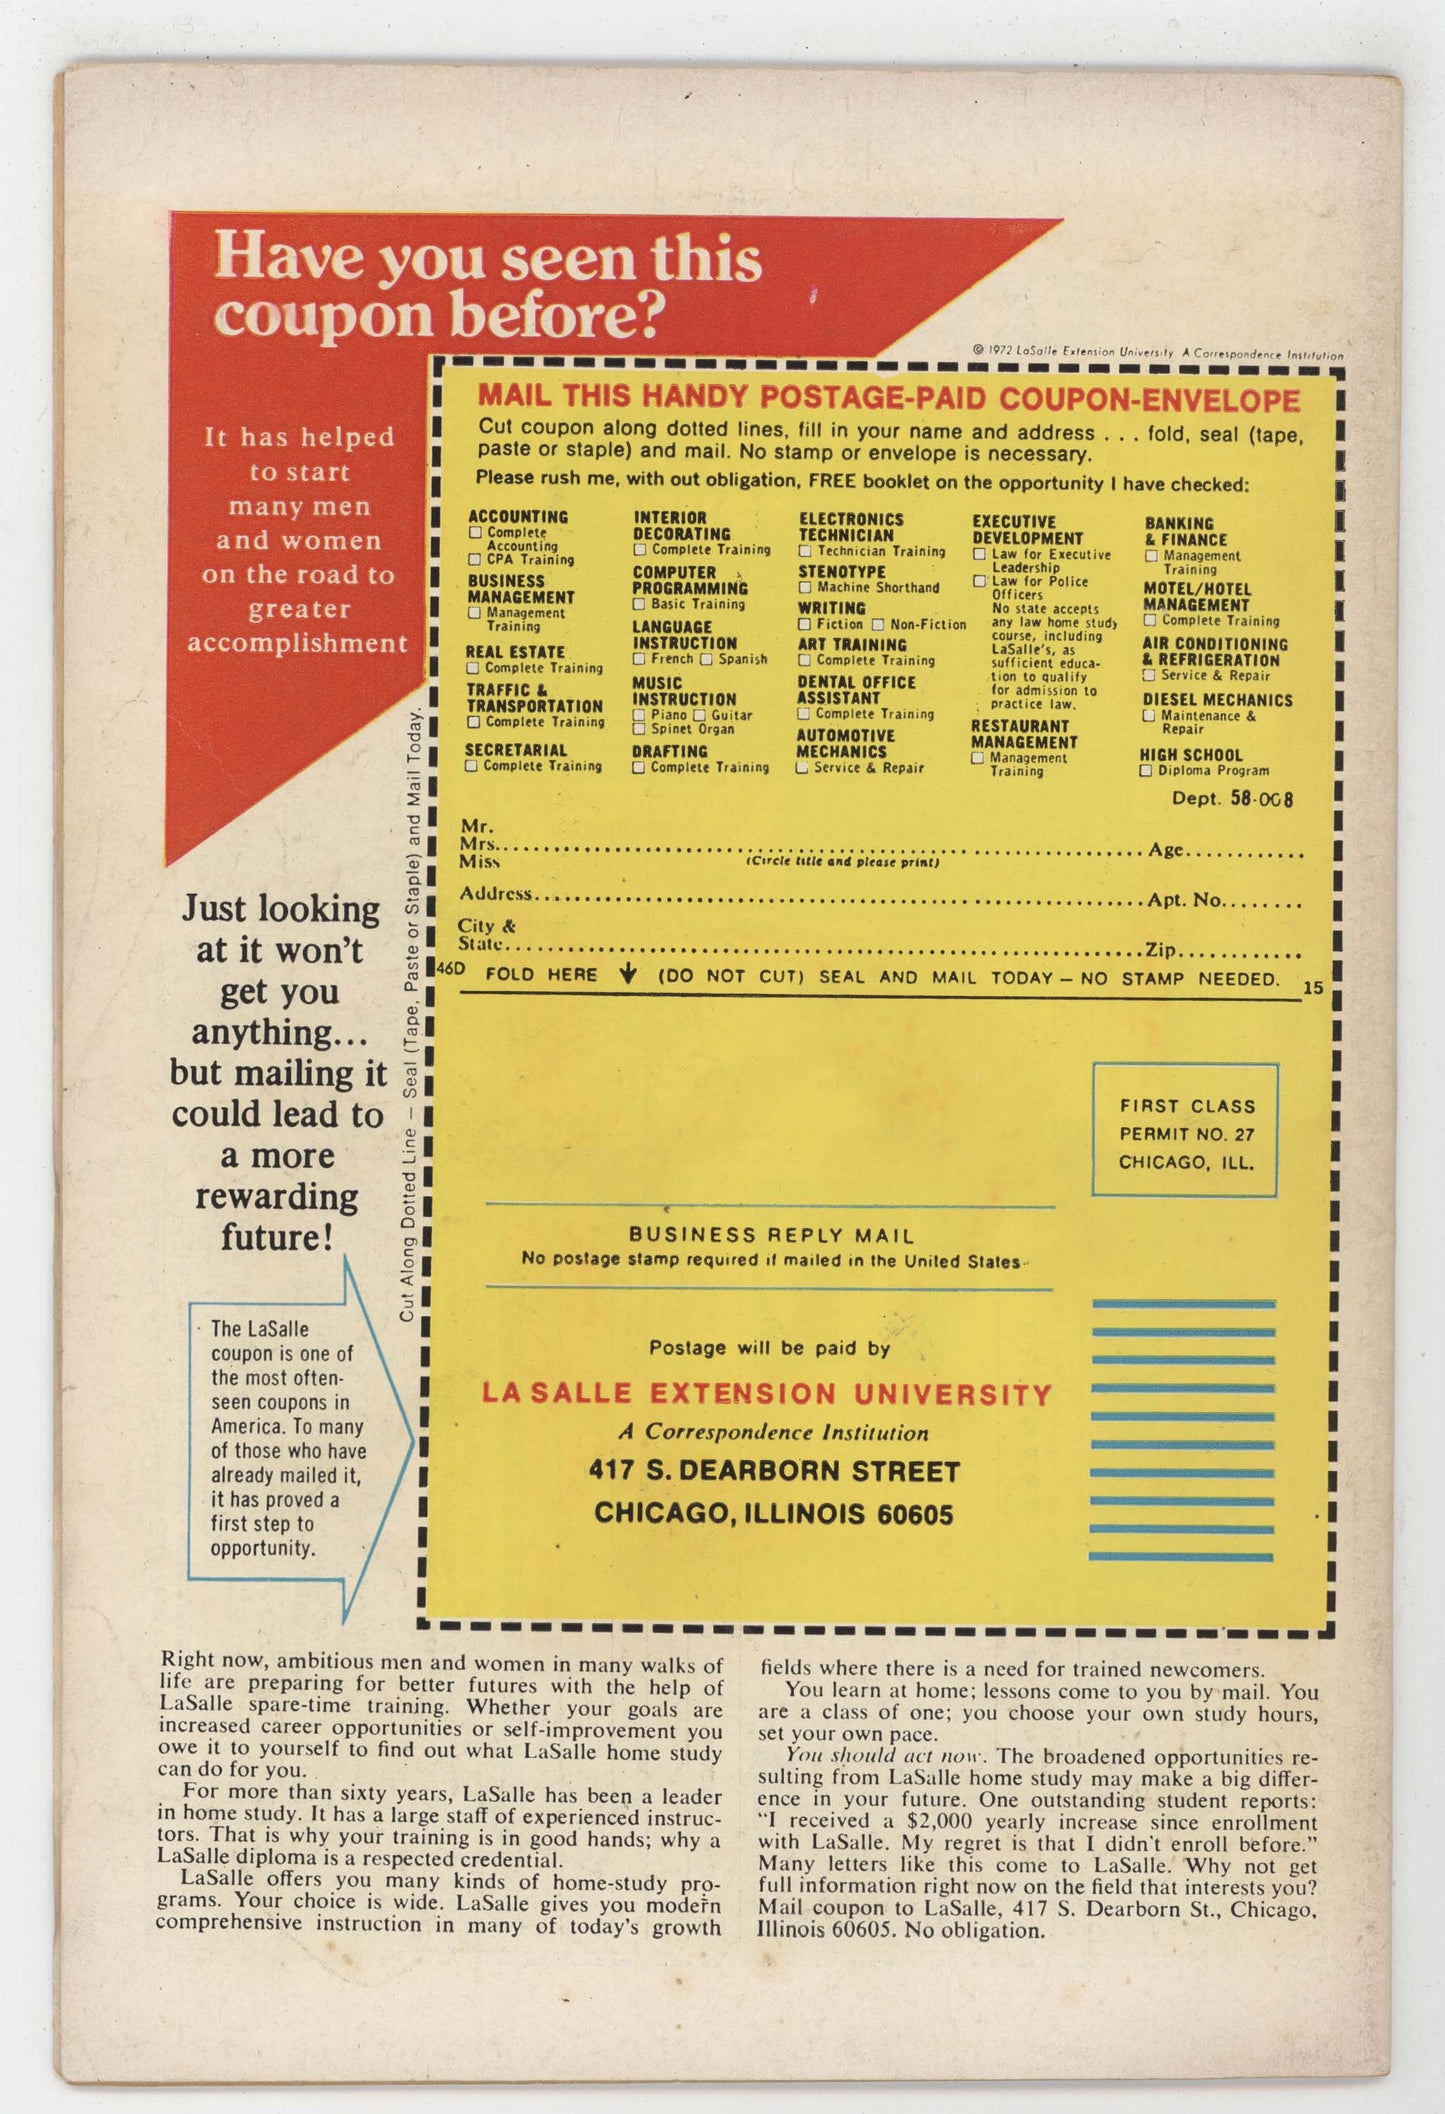 Have you seen this
coupon before?
It has helped
to start
many men
and women
on the road to
greater
accomplishment
© 1972 LaSalle Extension University A Correspondence Institution
MAIL THIS HANDY POSTAGE-PAID COUPON-ENVELOPE
Cut coupon along dotted lines, fill in your name and address . . . fold, seal (tape,
paste or staple) and mail. No stamp or envelope is necessary.
Please rush me, with out obligation, FREE booklet on the opportunity I have checked:
ACCOUNTING
☐ Complete
Accounting
☐ CPA Training
BUSINESS
MANAGEMENT
☐ Management
Training
REAL ESTATE
☐ Complete Training
TRAFFIC &
TRANSPORTATION
☐ Complete Training
SECRETARIAL
☐ Complete Training
INTERIOR
DECORATING
☐ Complete Training
COMPUTER
PROGRAMMING
☐ Basic Training
LANGUAGE
INSTRUCTION
☐ French ☐ Spanish
MUSIC
INSTRUCTION
☐ Piano ☐ Guitar
☐ Spinet Organ
DRAFTING
☐ Complete Training
ELECTRONICS
TECHNICIAN
☐ Technician Training
STENOTYPE
☐ Machine Shorthand
WRITING
☐ Fiction ☐ Non-Fiction
ART TRAINING
☐ Complete Training
DENTAL OFFICE
ASSISTANT
☐ Complete Training
AUTOMOTIVE
MECHANICS
☐ Service & Repair
EXECUTIVE
DEVELOPMENT
☐ Law for Executive
Leadership
☐ Law for Police
Officers
No state accepts
any law home study
course, including
LaSalle's, as
sufficient educa-
tion to qualify
for admission to
practice law.
RESTAURANT
MANAGEMENT
☐ Management
Training
BANKING
& FINANCE
☐ Management
Training
MOTEL/HOTEL
MANAGEMENT
☐ Complete Training
AIR CONDITIONING
& REFRIGERATION
☐ Service & Repair
DIESEL MECHANICS
☐ Maintenance &
Repair
HIGH SCHOOL
☐ Diploma Program
Dept. 58-008
Mr.
Mrs. Age
Miss (Circle title and please print)
Address Apt. No.
City &
State Zip
46D FOLD HERE ↓ (DO NOT CUT) SEAL AND MAIL TODAY – NO STAMP NEEDED. 15
Cut Along Dotted Line – Seal (Tape, Paste or Staple) and Mail Today.
Just looking
at it won't
get you
anything...
but mailing it
could lead to
a more
rewarding
future!
The LaSalle
coupon is one of
the most often-
seen coupons in
America. To many
of those who have
already mailed it,
it has proved a
first step to
opportunity.
FIRST CLASS
PERMIT NO. 27
CHICAGO, ILL.
BUSINESS REPLY MAIL
No postage stamp required if mailed in the United States
Postage will be paid by
LA SALLE EXTENSION UNIVERSITY
A Correspondence Institution
417 S. DEARBORN STREET
CHICAGO, ILLINOIS 60605
Right now, ambitious men and women in many walks of
life are preparing for better futures with the help of
LaSalle spare-time training. Whether your goals are
increased career opportunities or self-improvement you
owe it to yourself to find out what LaSalle home study
can do for you.
For more than sixty years, LaSalle has been a leader
in home study. It has a large staff of experienced instruc-
tors. That is why your training is in good hands; why a
LaSalle diploma is a respected credential.
LaSalle offers you many kinds of home-study pro-
grams. Your choice is wide. LaSalle gives you modern
comprehensive instruction in many of today's growth
fields where there is a need for trained newcomers.
You learn at home; lessons come to you by mail. You
are a class of one; you choose your own study hours,
set your own pace.
You should act now. The broadened opportunities re-
sulting from LaSalle home study may make a big differ-
ence in your future. One outstanding student reports:
"I received a $2,000 yearly increase since enrollment
with LaSalle. My regret is that I didn't enroll before."
Many letters like this come to LaSalle. Why not get
full information right now on the field that interests you?
Mail coupon to LaSalle, 417 S. Dearborn St., Chicago,
Illinois 60605. No obligation.